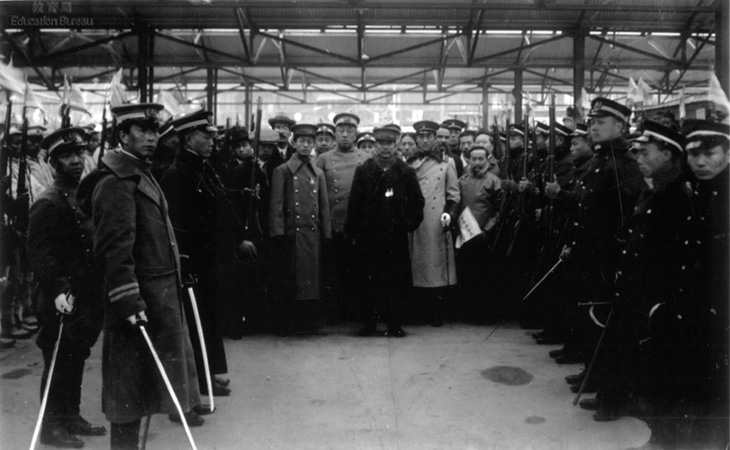 教育局
Education Bureau